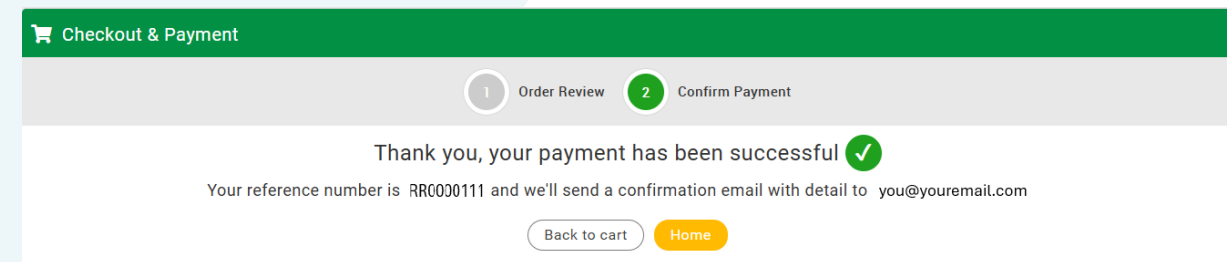 Checkout & Payment
1 Order Review 2 Confirm Payment
Thank you, your payment has been successful
Your reference number is RR0000111 and we'll send a confirmation email with detail to you@youremail.com
Back to cart Home